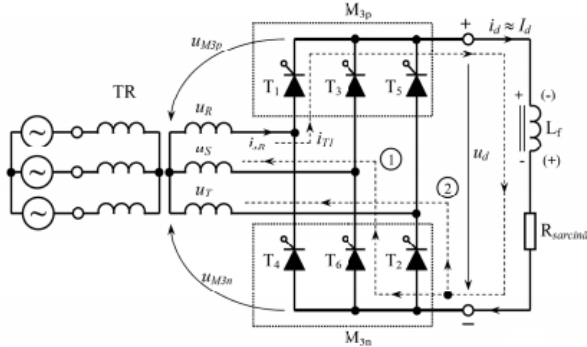 M3p
+ id ≈ Id
uM3p
T1 T3 T5
TR
uR
is,R
iT1
+ (-)
Lf
- (+)
uS
1
ud
uT
2
Rsarcină
uM3n
T4 T6 T2
−
M3n